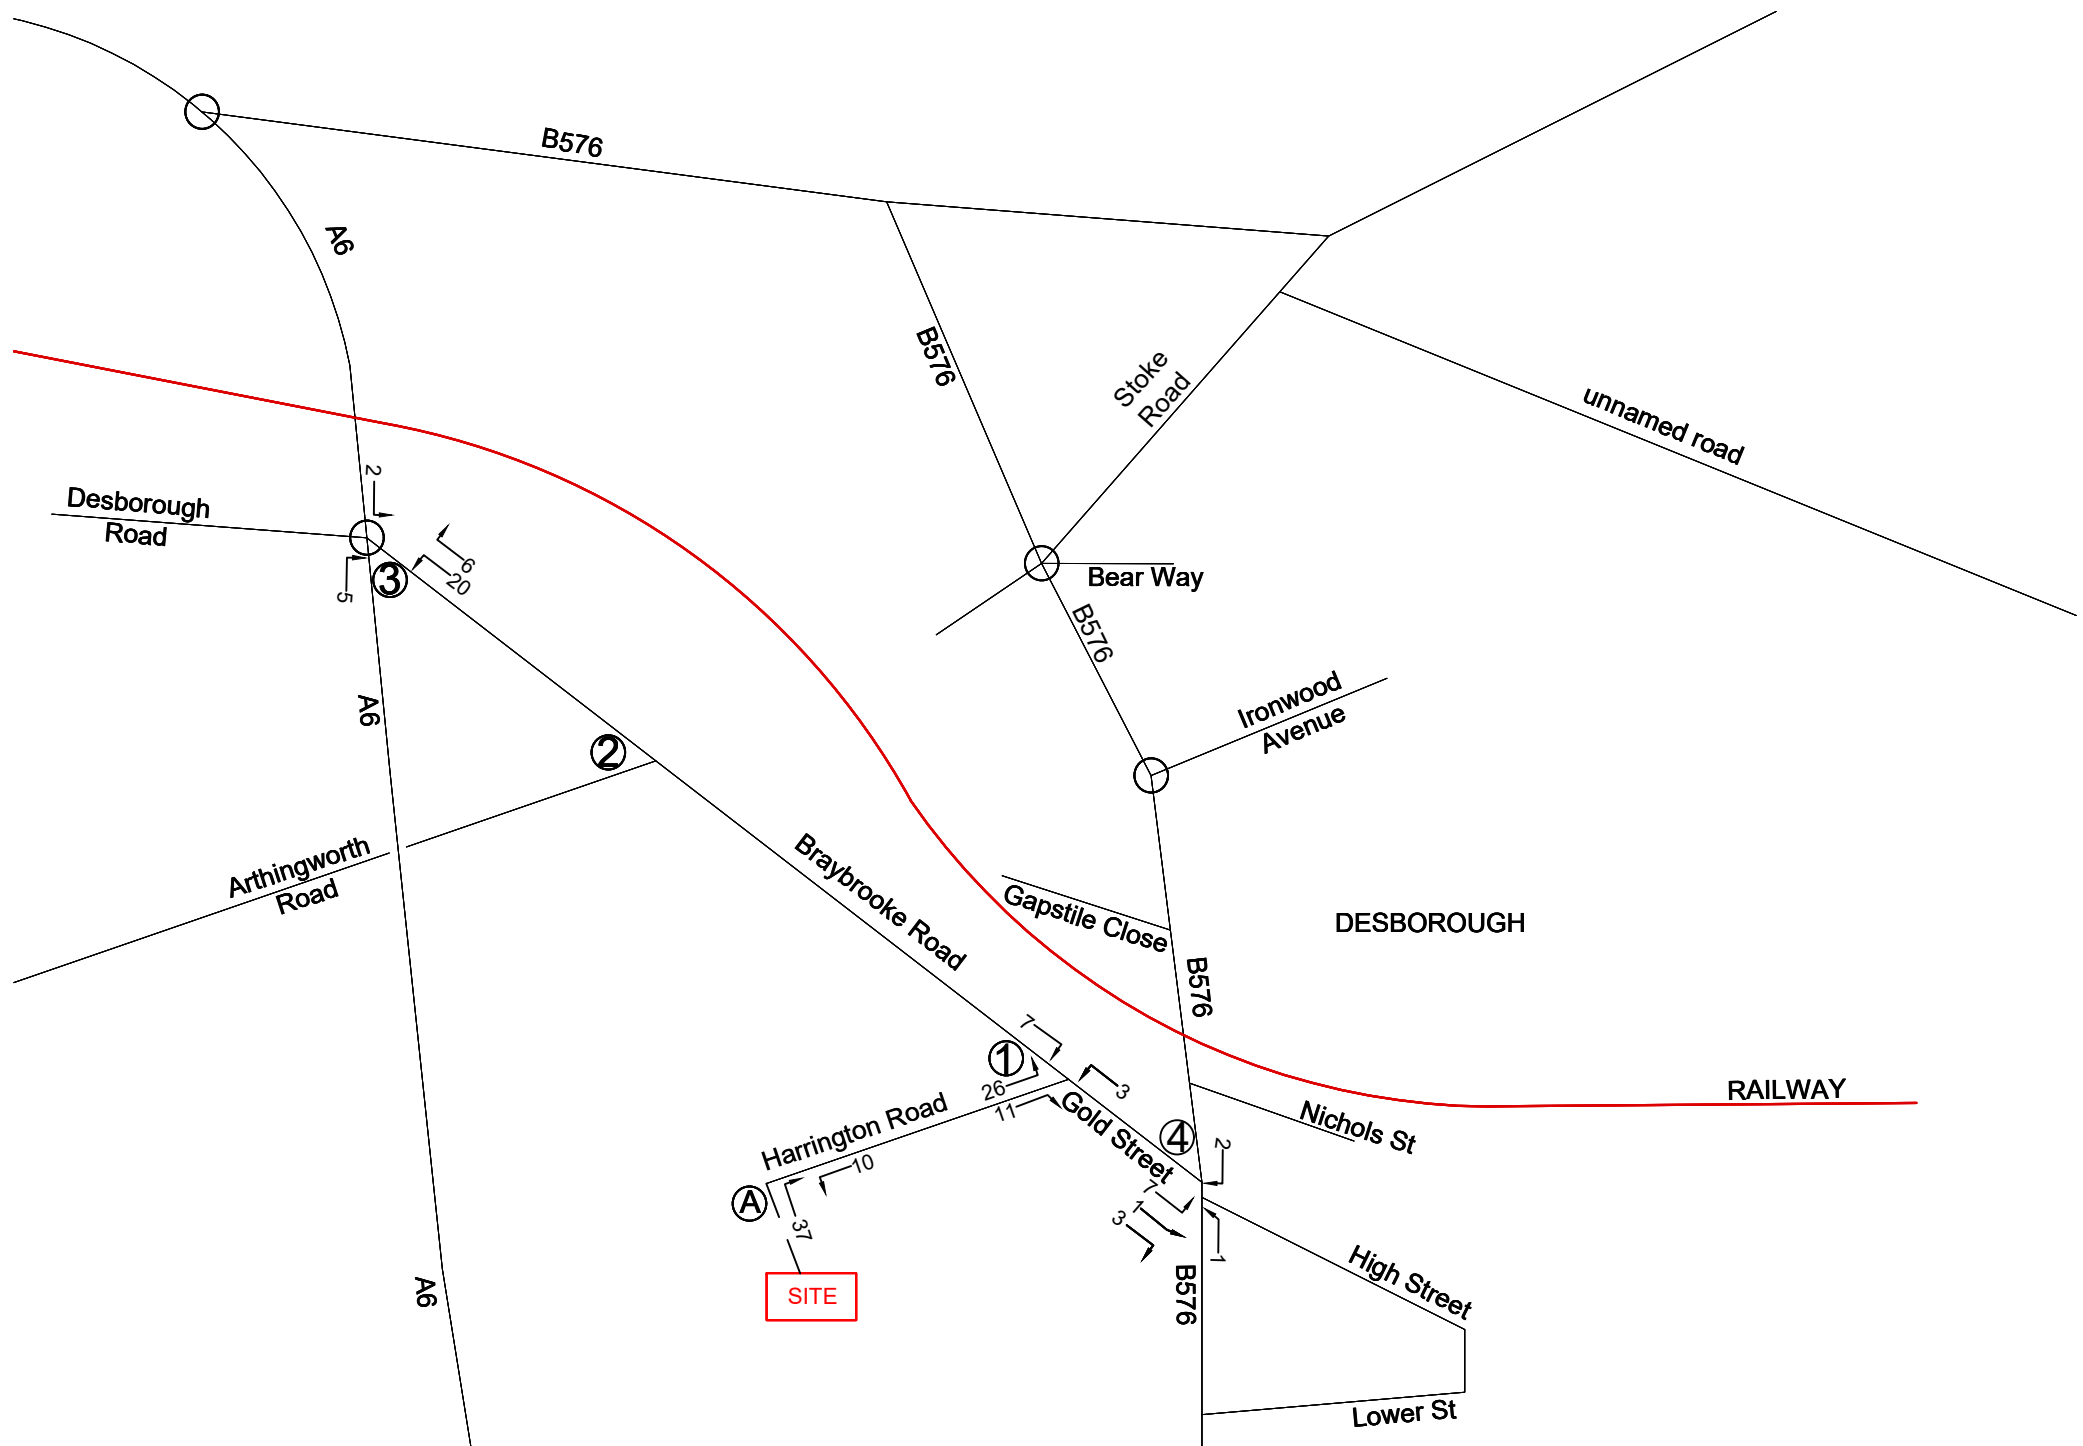 B576
A6
B576
Stoke
Road
unnamed road
2
Desborough
Road
6
20
5
3
Bear Way
B576
A6
Ironwood
Avenue
2
Arthingworth
Road
Braybrooke Road
Gapstile Close
DESBOROUGH
B576
7
1
26
11
3
RAILWAY
Harrington Road
Gold Street
Nichols St
4
2
10
A
37
7
1
3
1
SITE
A6
B576
High Street
Lower St